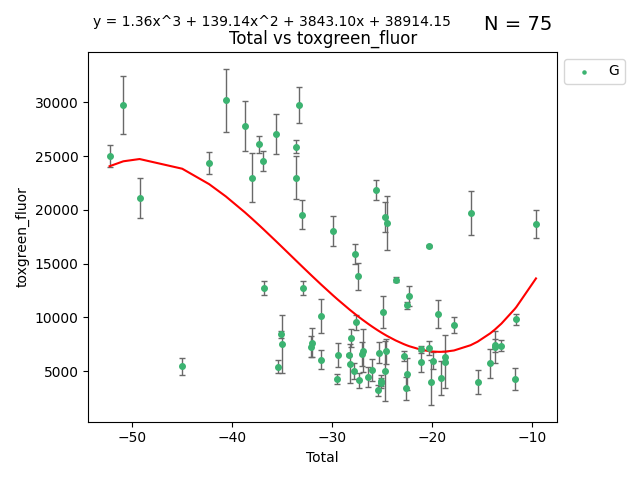 y = 1.36x^3 + 139.14x^2 + 3843.10x + 38914.15
N = 75
Total vs toxgreen_fluor
G
30000
25000
20000
15000
10000
5000
toxgreen_fluor
−50
−40
−30
−20
−10
Total